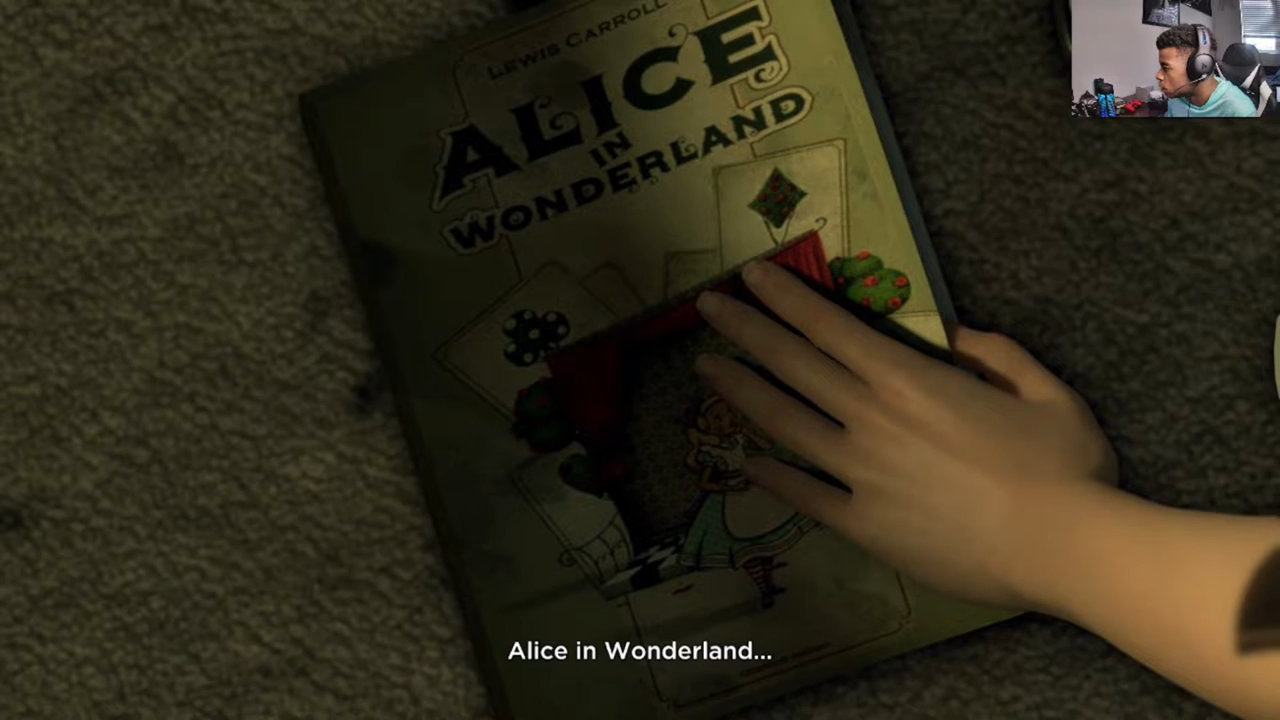 LEWIS CARROLL
ALICE
IN
WONDERLAND
Alice in Wonderland...